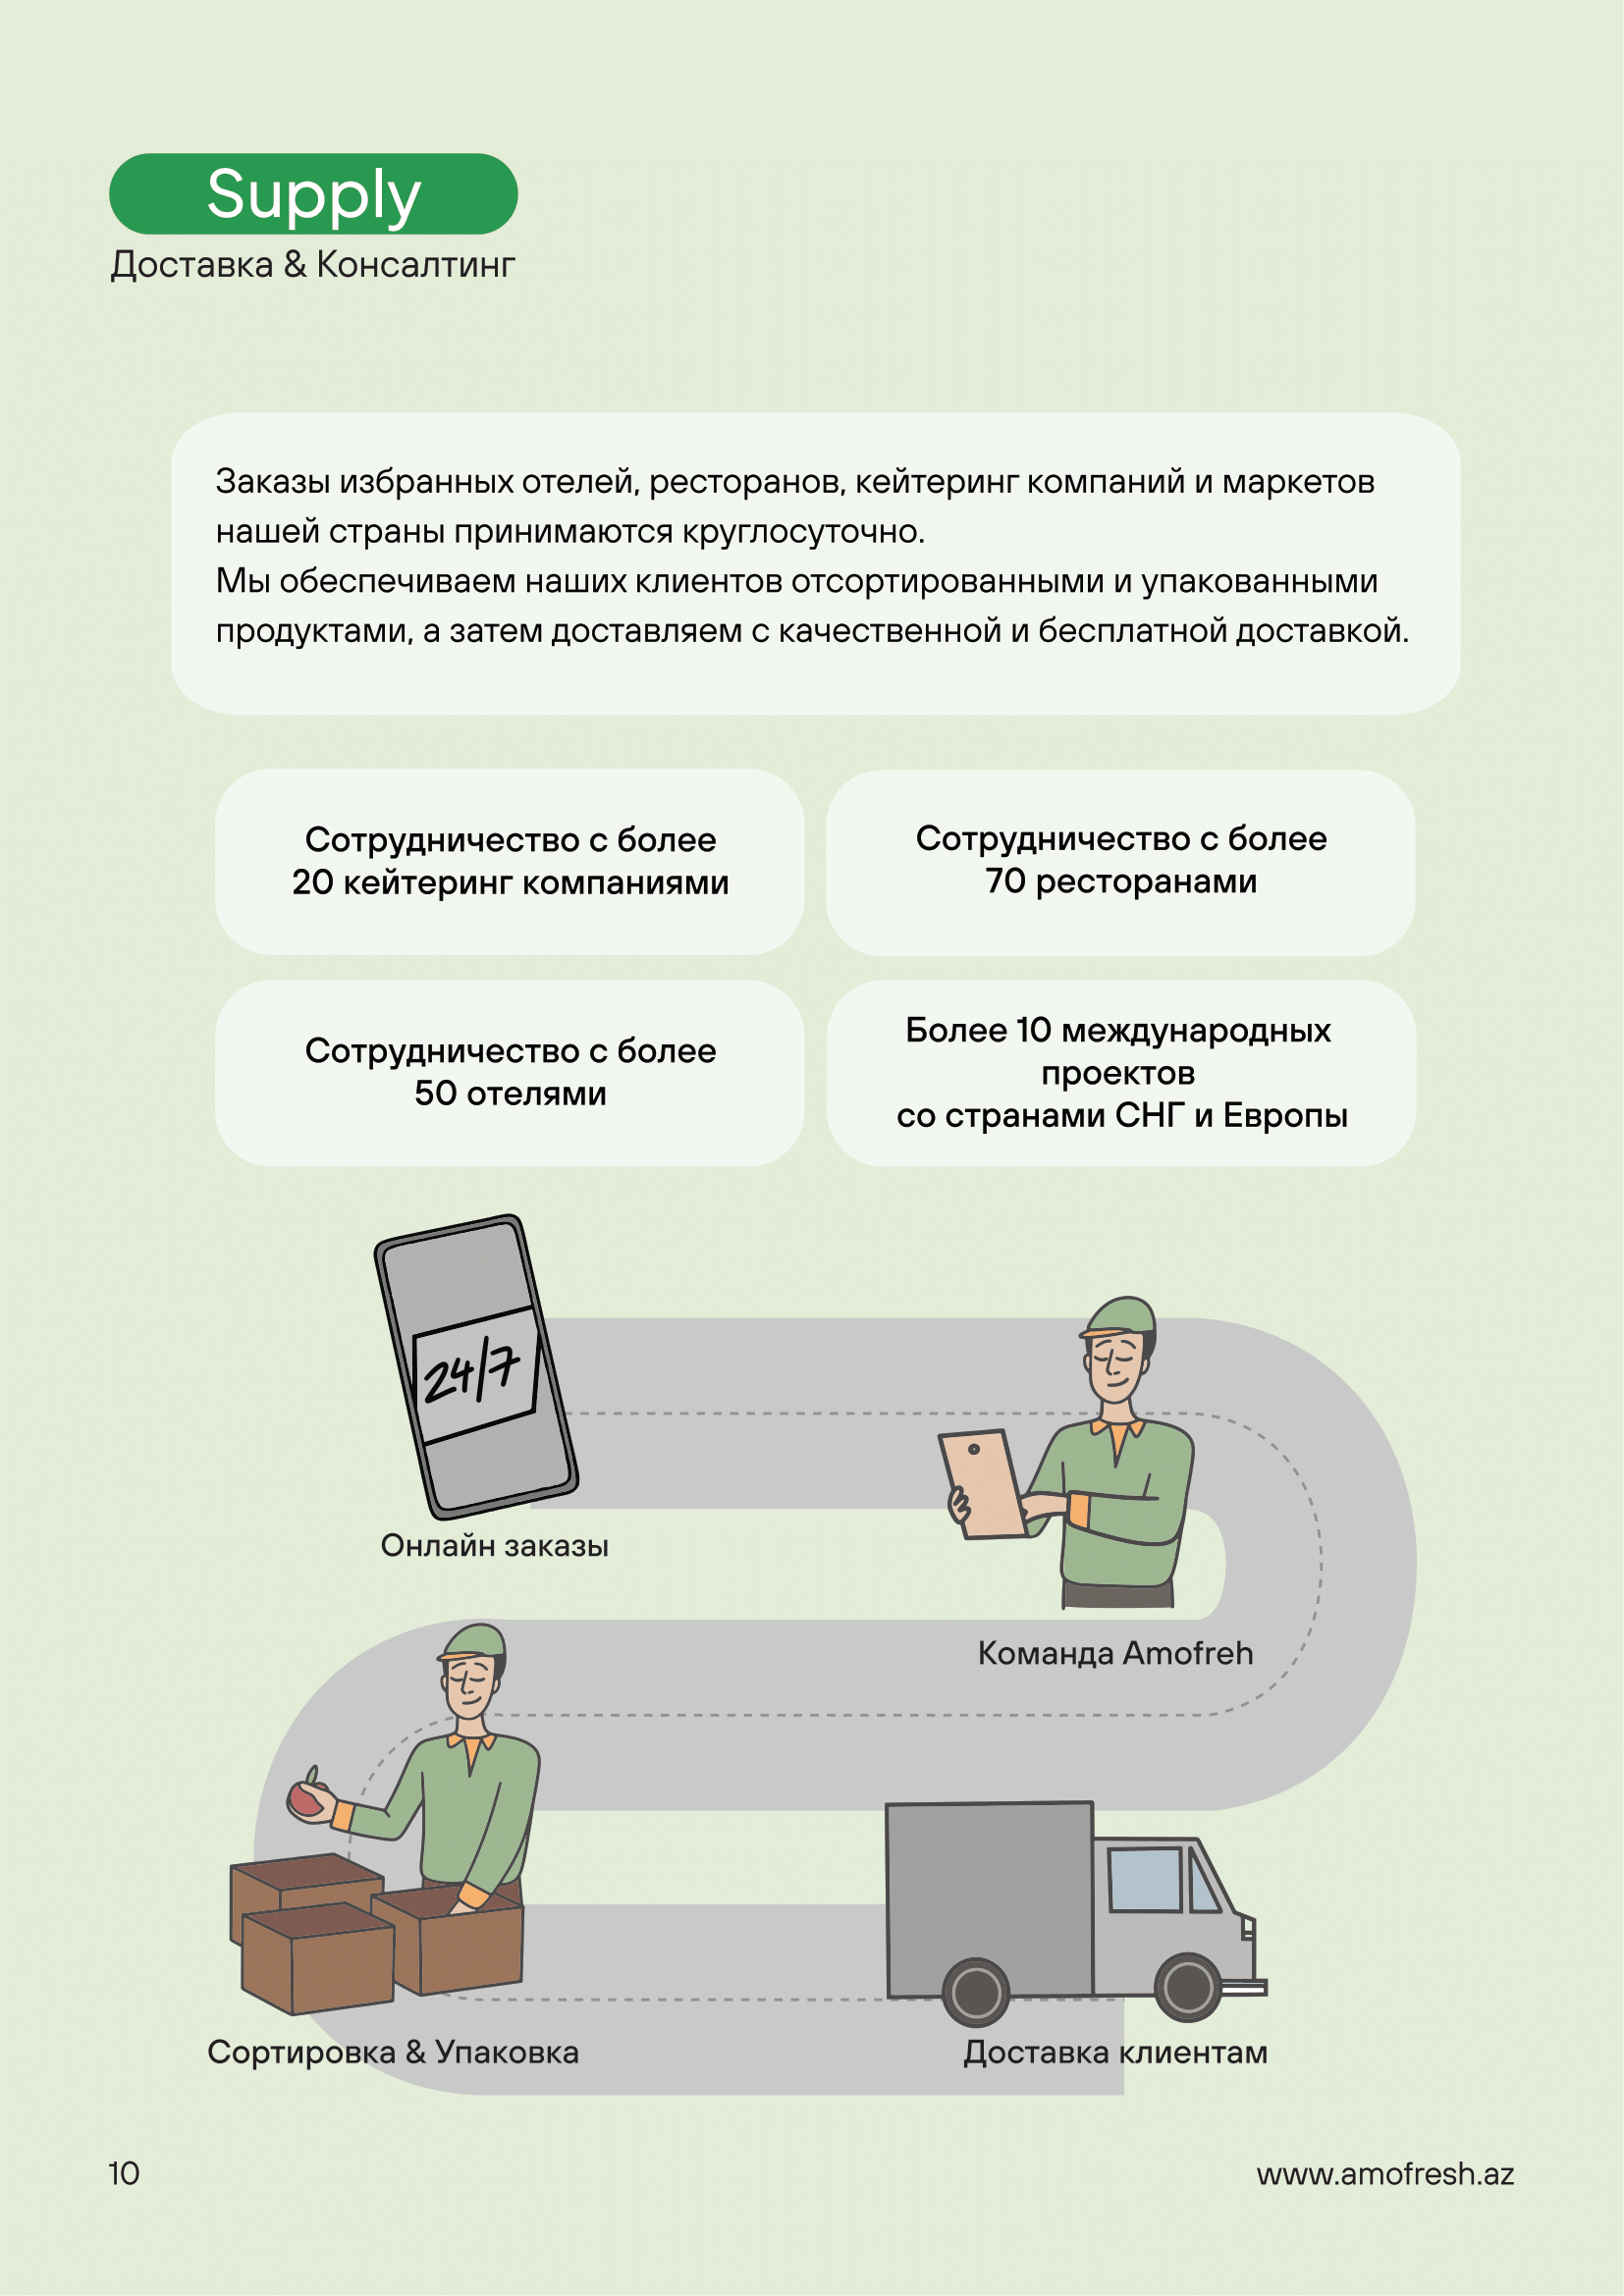 Supply
Доставка & Консалтинг
Заказы избранных отелей, ресторанов, кейтеринг компаний и маркетов
нашей страны принимаются круглосуточно.
Мы обеспечиваем наших клиентов отсортированными и упакованными
продуктами, а затем доставляем с качественной и бесплатной доставкой.
Сотрудничество с более
20 кейтеринг компаниями
Сотрудничество с более
70 ресторанами
Сотрудничество с более
50 отелями
Более 10 международных
проектов
со странами СНГ и Европы
24/7
Онлайн заказы
Команда Amofreh
Сортировка & Упаковка
Доставка клиентам
10
www.amofresh.az